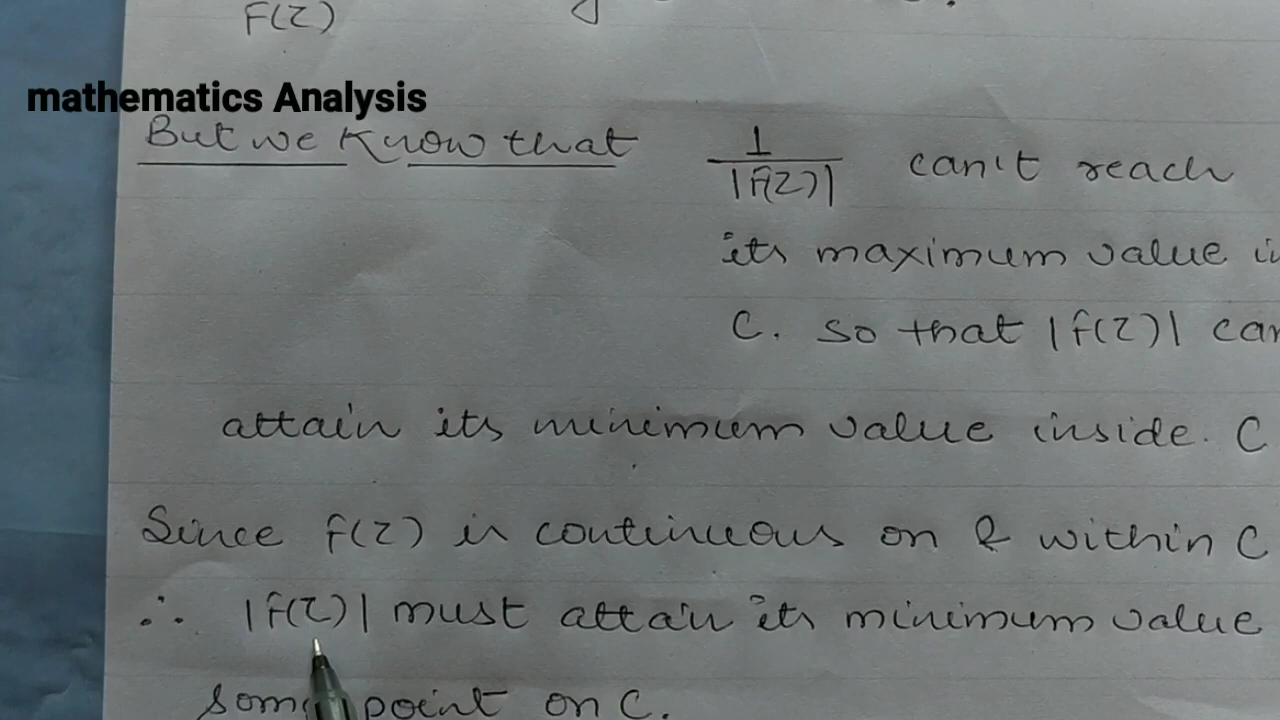 F(z)
mathematics Analysis
But we Know that 1/|f(z)| can't reach
its maximum value
C. so that |f(z)|
attain its minimum value inside. C
Since f(z) is continuous on & within C
∴ |f(z)| must attain its minimum value
point on C.